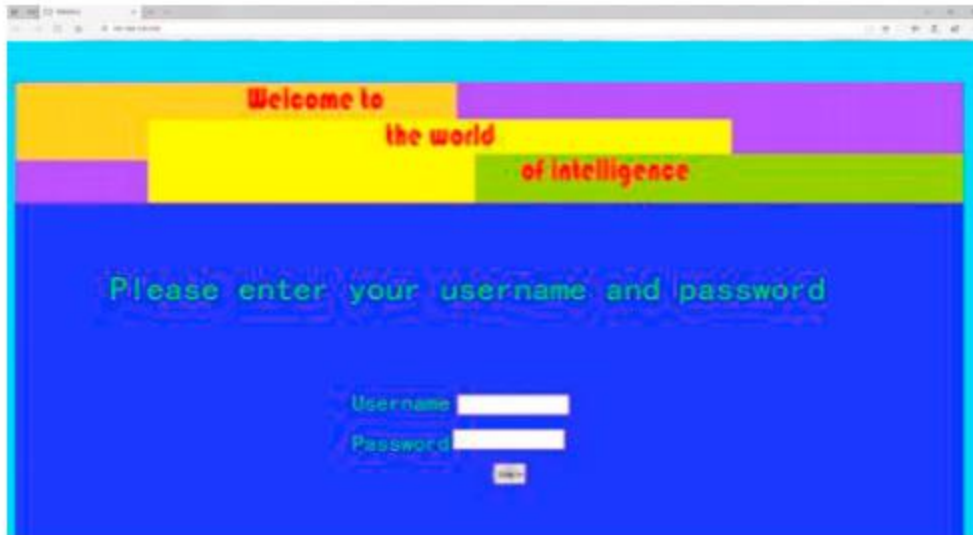 Welcome to
the world
of intelligence
Please enter your username and password
Username
Password